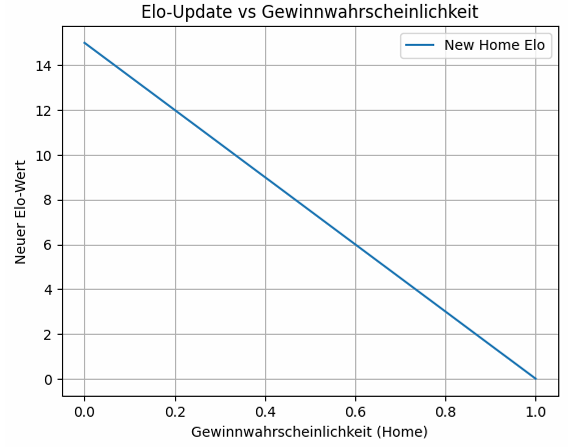 Elo-Update vs Gewinnwahrscheinlichkeit
New Home Elo
Neuer Elo-Wert
14
12
10
8
6
4
2
0
0.0 0.2 0.4 0.6 0.8 1.0
Gewinnwahrscheinlichkeit (Home)